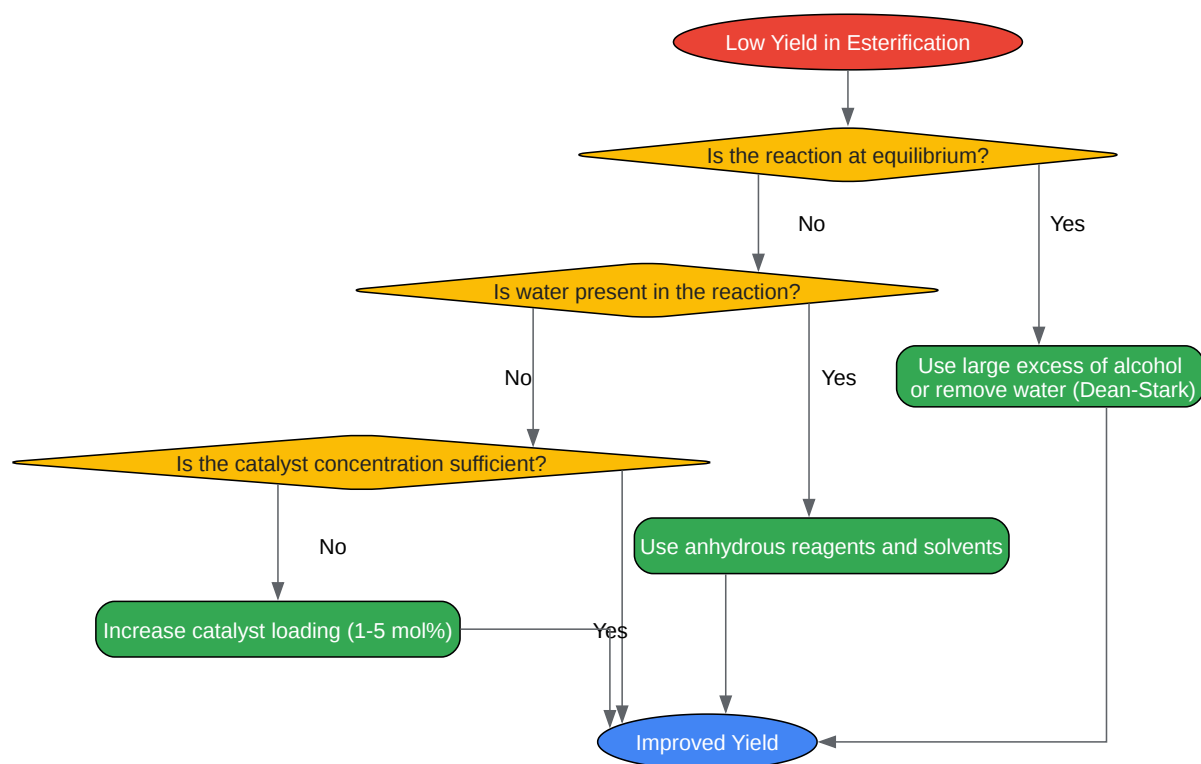 Low Yield in Esterification
Is the reaction at equilibrium?
No
Yes
Is water present in the reaction?
Use large excess of alcohol
or remove water (Dean-Stark)
No
Yes
Is the catalyst concentration sufficient?
No
Use anhydrous reagents and solvents
Increase catalyst loading (1-5 mol%)
Yes
Improved Yield